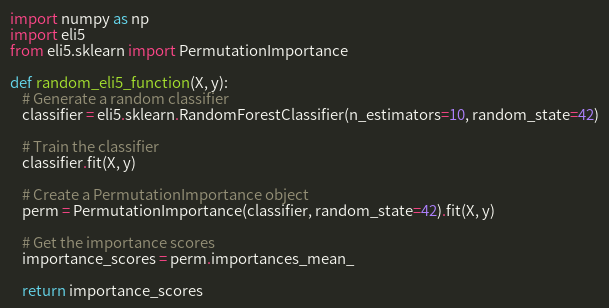 import numpy as np
import eli5
from eli5.sklearn import PermutationImportance

def random_eli5_function(X, y):
    # Generate a random classifier
    classifier = eli5.sklearn.RandomForestClassifier(n_estimators=10, random_state=42)

    # Train the classifier
    classifier.fit(X, y)

    # Create a PermutationImportance object
    perm = PermutationImportance(classifier, random_state=42).fit(X, y)

    # Get the importance scores
    importance_scores = perm.importances_mean_

    return importance_scores